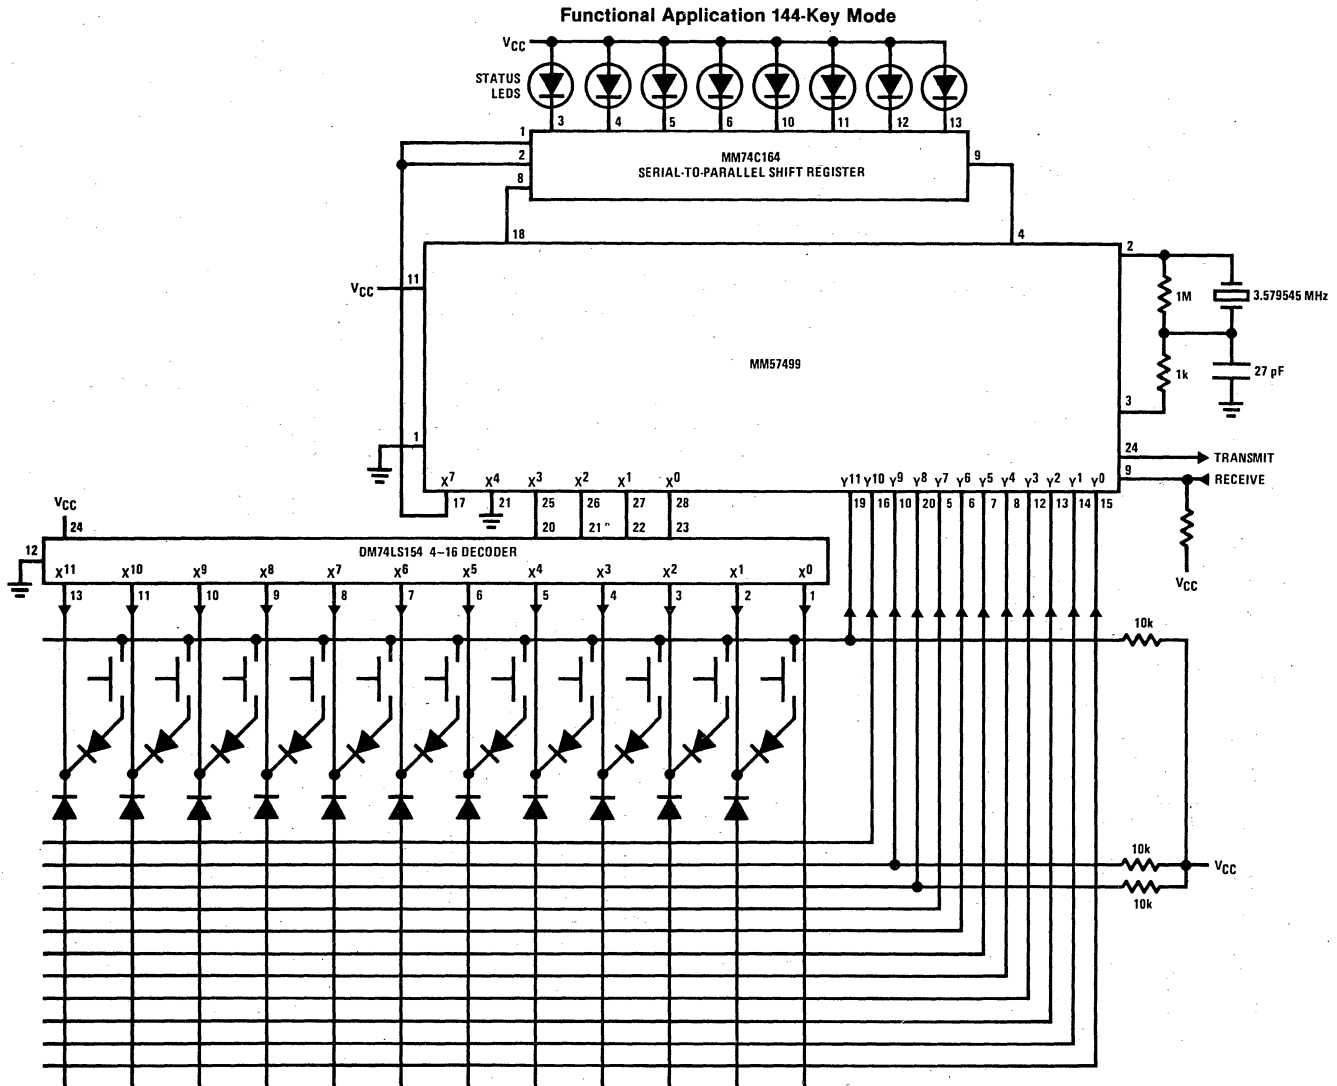 Functional Application 144-Key Mode
VCC
STATUS
LEDS
3 4 5 6 10 11 12 13
1
2
8
MM74C164
SERIAL-TO-PARALLEL SHIFT REGISTER
9
18
4
2
VCC
11
1M
3.579545 MHz
MM57499
1k
27 pF
3
1
24
TRANSMIT
9
RECEIVE
X7 X4 X3 X2 X1 X0
Y11 Y10 Y9 Y8 Y7 Y6 Y5 Y4 Y3 Y2 Y1 Y0
17 21 25 26 27 28
19 16 10 20 5 6 7 8 12 13 14 15
VCC
24
20 21 22 23
12
DM74LS154 4–16 DECODER
X11 X10 X9 X8 X7 X6 X5 X4 X3 X2 X1 X0
13 11 10 9 8 7 6 5 4 3 2 1
VCC
10k
10k
VCC
10k